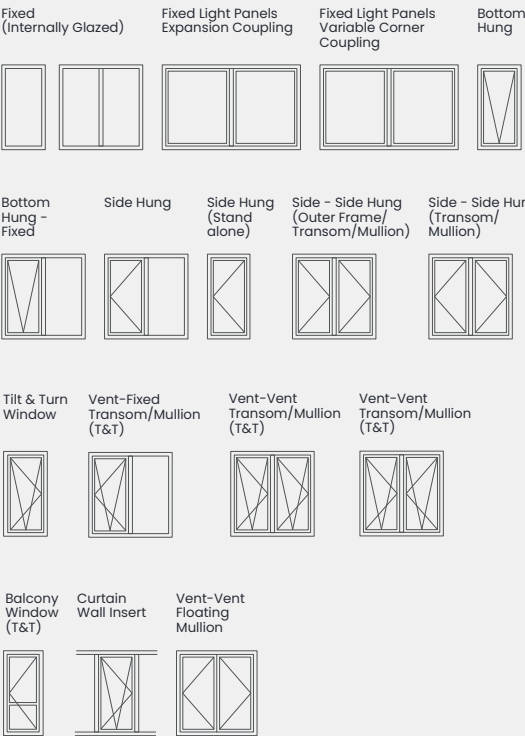 Fixed
(Internally Glazed)
Fixed Light Panels
Expansion Coupling
Fixed Light Panels
Variable Corner
Coupling
Bottom
Hung
Bottom
Hung -
Fixed
Side Hung
Side Hung
(Stand
alone)
Side - Side Hung
(Outer Frame/
Transom/Mullion)
Side - Side Hun
(Transom/
Mullion)
Tilt & Turn
Window
Vent-Fixed
Transom/Mullion
(T&T)
Vent-Vent
Transom/Mullion
(T&T)
Vent-Vent
Transom/Mullion
(T&T)
Balcony
Window
(T&T)
Curtain
Wall Insert
Vent-Vent
Floating
Mullion